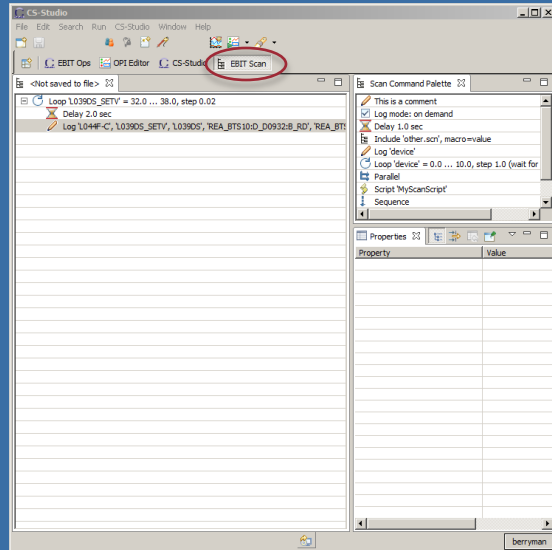 CS-Studio
File Edit Search Run CS-Studio Window Help
EBIT Ops OPI Editor CS-Studio EBIT Scan
<Not saved to file>
Loop 'L039DS_SETV' = 32.0 ... 38.0, step 0.02
Delay 2.0 sec
Log 'L044F-C', 'L039DS_SETV', 'L039DS', 'REA_BTS10:D_D0932:B_RD', 'REA_BTS
Scan Command Palette
This is a comment
Log mode: on demand
Delay 1.0 sec
Include 'other.scn', macro=value
Log 'device'
Loop 'device' = 0.0 ... 10.0, step 1.0 (wait for
Parallel
Script 'MyScanScript'
Sequence
Properties
Property Value
berryman